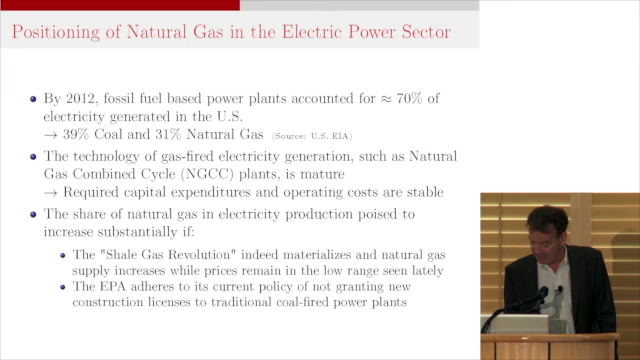 Positioning of Natural Gas in the Electric Power Sector
By 2012, fossil fuel based power plants accounted for ≈ 70% of
electricity generated in the U.S.
→ 39% Coal and 31% Natural Gas (Source: U.S. EIA)
The technology of gas-fired electricity generation, such as Natural
Gas Combined Cycle (NGCC) plants, is mature
→ Required capital expenditures and operating costs are stable
The share of natural gas in electricity production poised to
increase substantially if:
The "Shale Gas Revolution" indeed materializes and natural gas
supply increases while prices remain in the low range seen lately
The EPA adheres to its current policy of not granting new
construction licenses to traditional coal-fired power plants